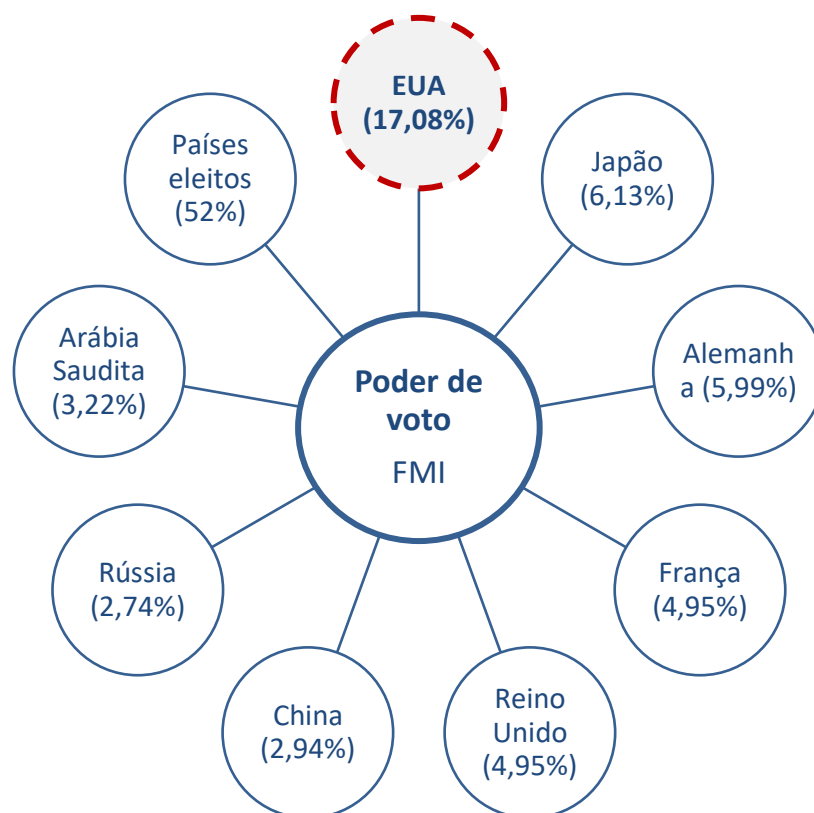 EUA
(17,08%)
Países
eleitos
(52%)
Japão
(6,13%)
Arábia
Saudita
(3,22%)
Poder de
voto
FMI
Alemanh
a (5,99%)
Rússia
(2,74%)
França
(4,95%)
China
(2,94%)
Reino
Unido
(4,95%)